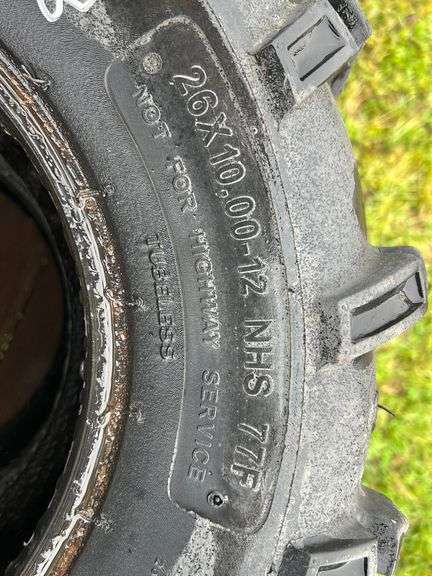 26X10.00-12 NHS 77F
NOT FOR HIGHWAY SERVICE
TUBELESS